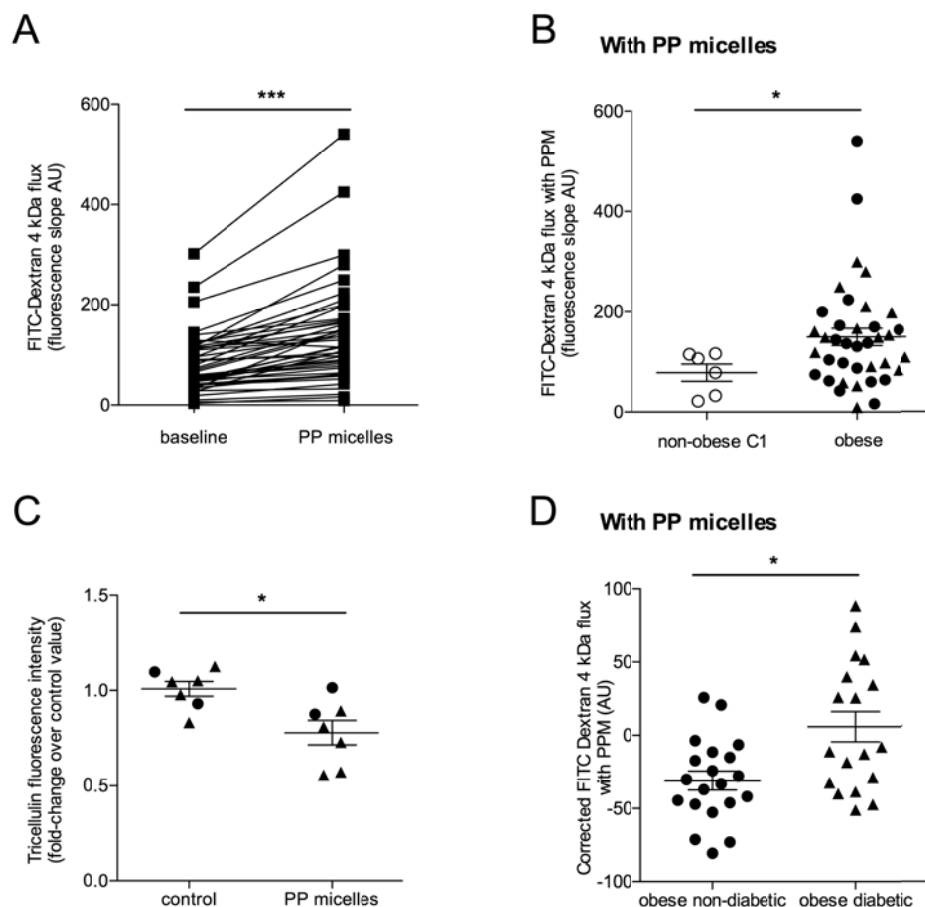 A
***
600
400
200
0
FITC-Dextran 4 kDa flux
(fluorescence slope AU)
baseline
PP micelles
B
With PP micelles
*
600
400
200
0
FITC-Dextran 4 kDa flux with PPM
(fluorescence slope AU)
non-obese C1
obese
C
*
1.5
1.0
0.5
0.0
Tricellulin fluorescence intensity
(fold-change over control value)
control
PP micelles
D
With PP micelles
*
100
50
0
-50
-100
Corrected FITC Dextran 4 kDa flux
with PPM (AU)
obese non-diabetic
obese diabetic